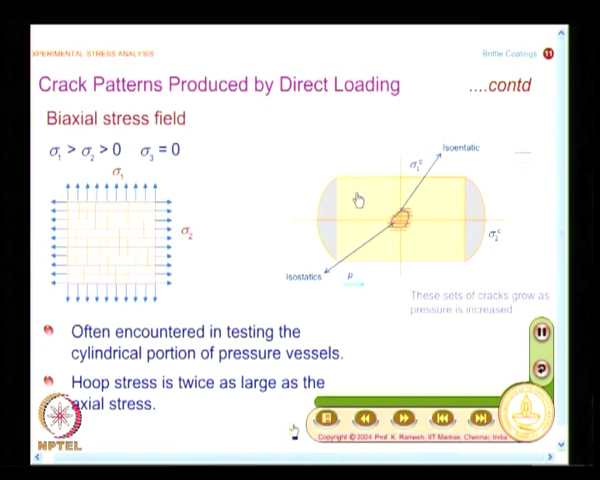 XPERIMENTAL STRESS ANALYSIS
Brittle Coatings 11
Crack Patterns Produced by Direct Loading ....contd
Biaxial stress field
σ₁ > σ₂ > 0 σ₃ = 0
σ₁
σ₂
Isoentatic
σ₁ᶜ
σ₂ᶜ
Isostatics
p
These sets of cracks grow as
pressure is increased
Often encountered in testing the
cylindrical portion of pressure vessels.
Hoop stress is twice as large as the
axial stress.
NPTEL
Copyright © 2004 Prof. K. Ramesh, IIT Madras, Chennai, India